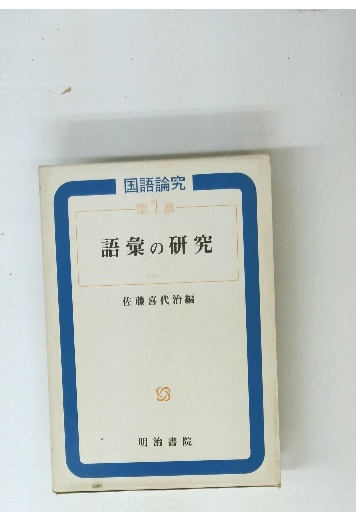 国語論究
第1集
語彙の研究
佐藤喜代治編
明治書院